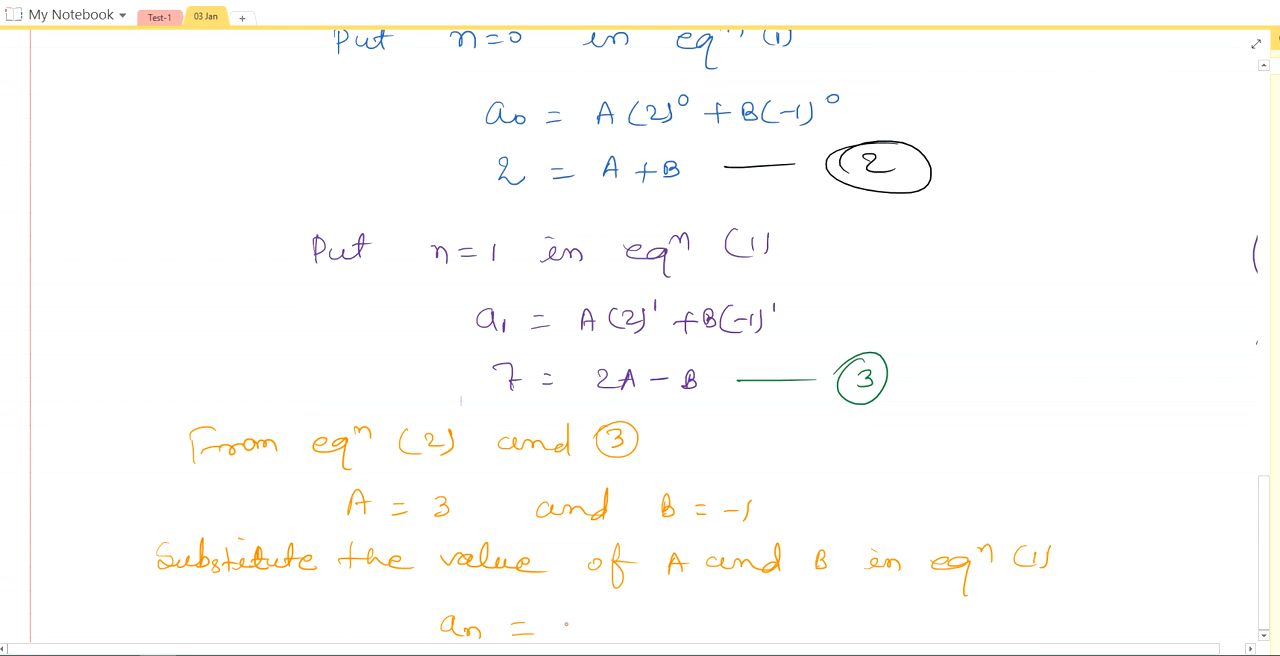 My Notebook Test-1 03 Jan +
Put n=0 in eqⁿ (1)
a₀ = A(2)⁰ + B(-1)⁰
2 = A+B —— (2)
Put n=1 in eqⁿ (1)
a₁ = A(2)¹ + B(-1)¹
7 = 2A - B —— (3)
From eqⁿ (2) and (3)
A = 3 and B = -1
Substitute the value of A and B in eqⁿ (1)
aₙ =